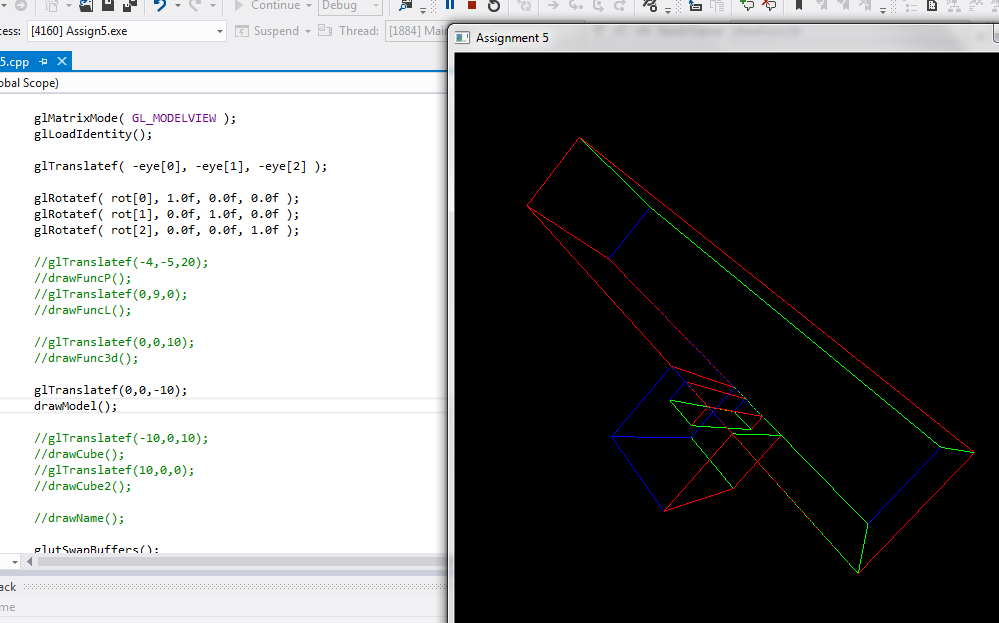 Continue
Debug
cess: [4160] Assign5.exe
Suspend
Thread:
[1884] Mai
Assignment 5
5.cpp
obal Scope)
glMatrixMode( GL_MODELVIEW );
glLoadIdentity();
glTranslatef( -eye[0], -eye[1], -eye[2] );
glRotatef( rot[0], 1.0f, 0.0f, 0.0f );
glRotatef( rot[1], 0.0f, 1.0f, 0.0f );
glRotatef( rot[2], 0.0f, 0.0f, 1.0f );
//glTranslatef(-4,-5,20);
//drawFuncP();
//glTranslatef(0,9,0);
//drawFuncL();
//glTranslatef(0,0,10);
//drawFunc3d();
glTranslatef(0,0,-10);
drawModel();
//glTranslatef(-10,0,10);
//drawCube();
//glTranslatef(10,0,0);
//drawCube2();
//drawName();
glutSwapBuffers();
ack
me